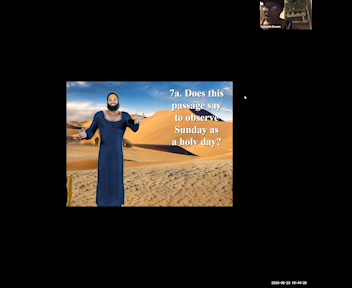 7a. Does this
passage say
to observe
Sunday as
a holy day?